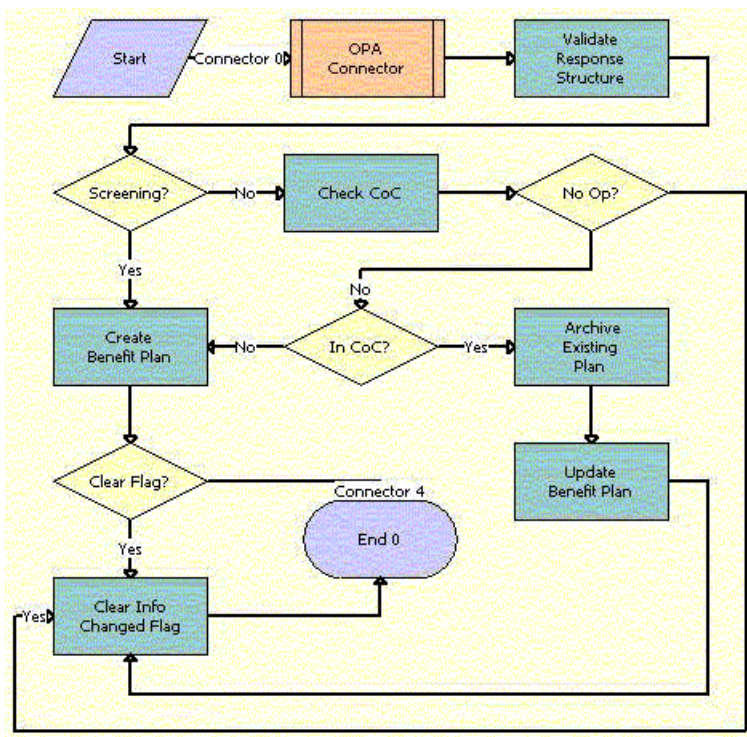 Start
Connector 0
OPA
Connector
Validate
Response
Structure
Screening?
No
Check CoC
No Op?
Yes
No
Create
Benefit Plan
No
In CoC?
Yes
Archive
Existing
Plan
Clear Flag?
Connector 4
Update
Benefit Plan
End 0
Yes
Yes
Clear Info
Changed Flag